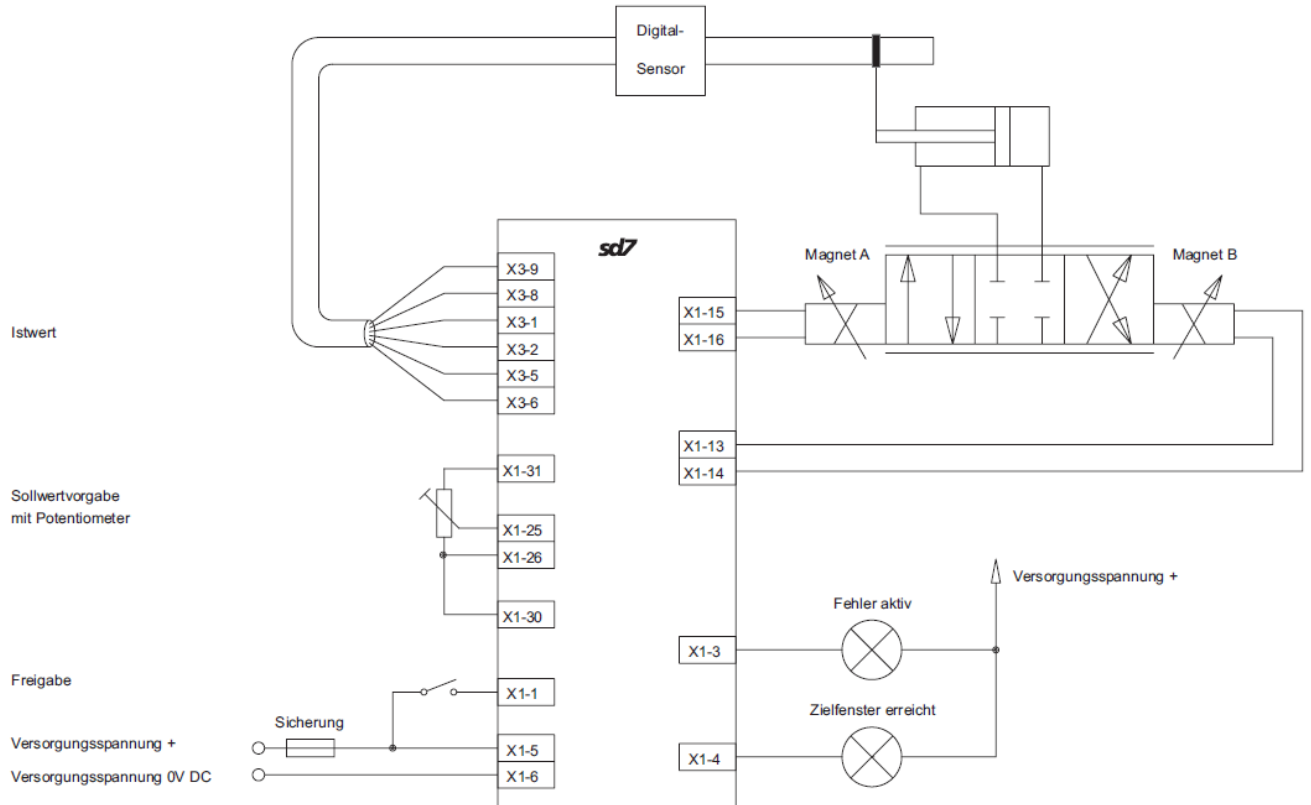 Digital-
Sensor
sd7
Magnet A
Magnet B
X3-9
X3-8
X3-1
X3-2
X3-5
X3-6
Istwert
X1-15
X1-16
X1-13
X1-14
X1-31
X1-25
X1-26
X1-30
Sollwertvorgabe
mit Potentiometer
Versorgungsspannung +
Fehler aktiv
X1-3
Freigabe
X1-1
Zielfenster erreicht
X1-4
Sicherung
Versorgungsspannung +
X1-5
Versorgungsspannung 0V DC
X1-6